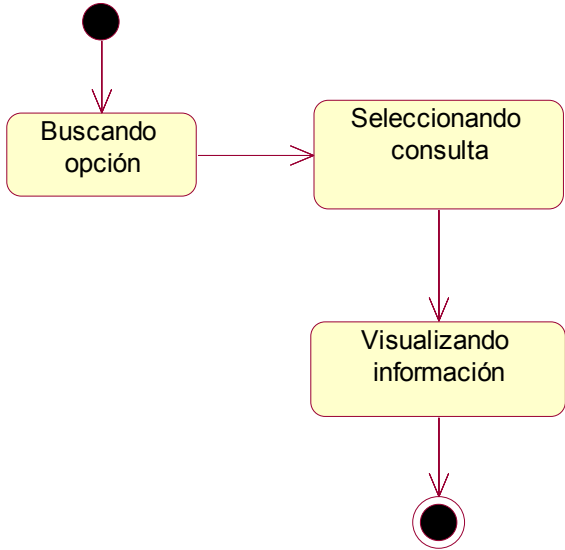 Buscando
opción
Seleccionando
consulta
Visualizando
información